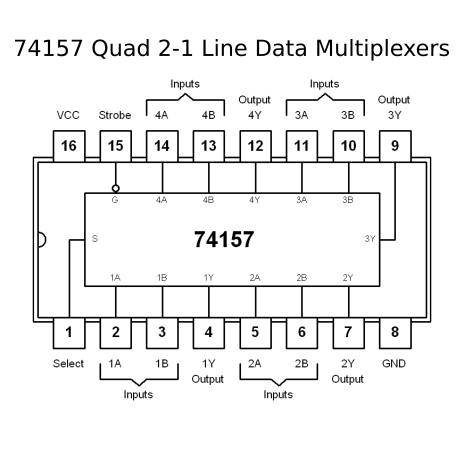 74157 Quad 2-1 Line Data Multiplexers
Inputs Inputs
Output Output
VCC Strobe 4A 4B 4Y 3A 3B 3Y
16 15 14 13 12 11 10 9
G 4A 4B 4Y 3A 3B
S 74157 3Y
1A 1B 1Y 2A 2B 2Y
1 2 3 4 5 6 7 8
Select 1A 1B 1Y 2A 2B 2Y GND
Output Output
Inputs Inputs